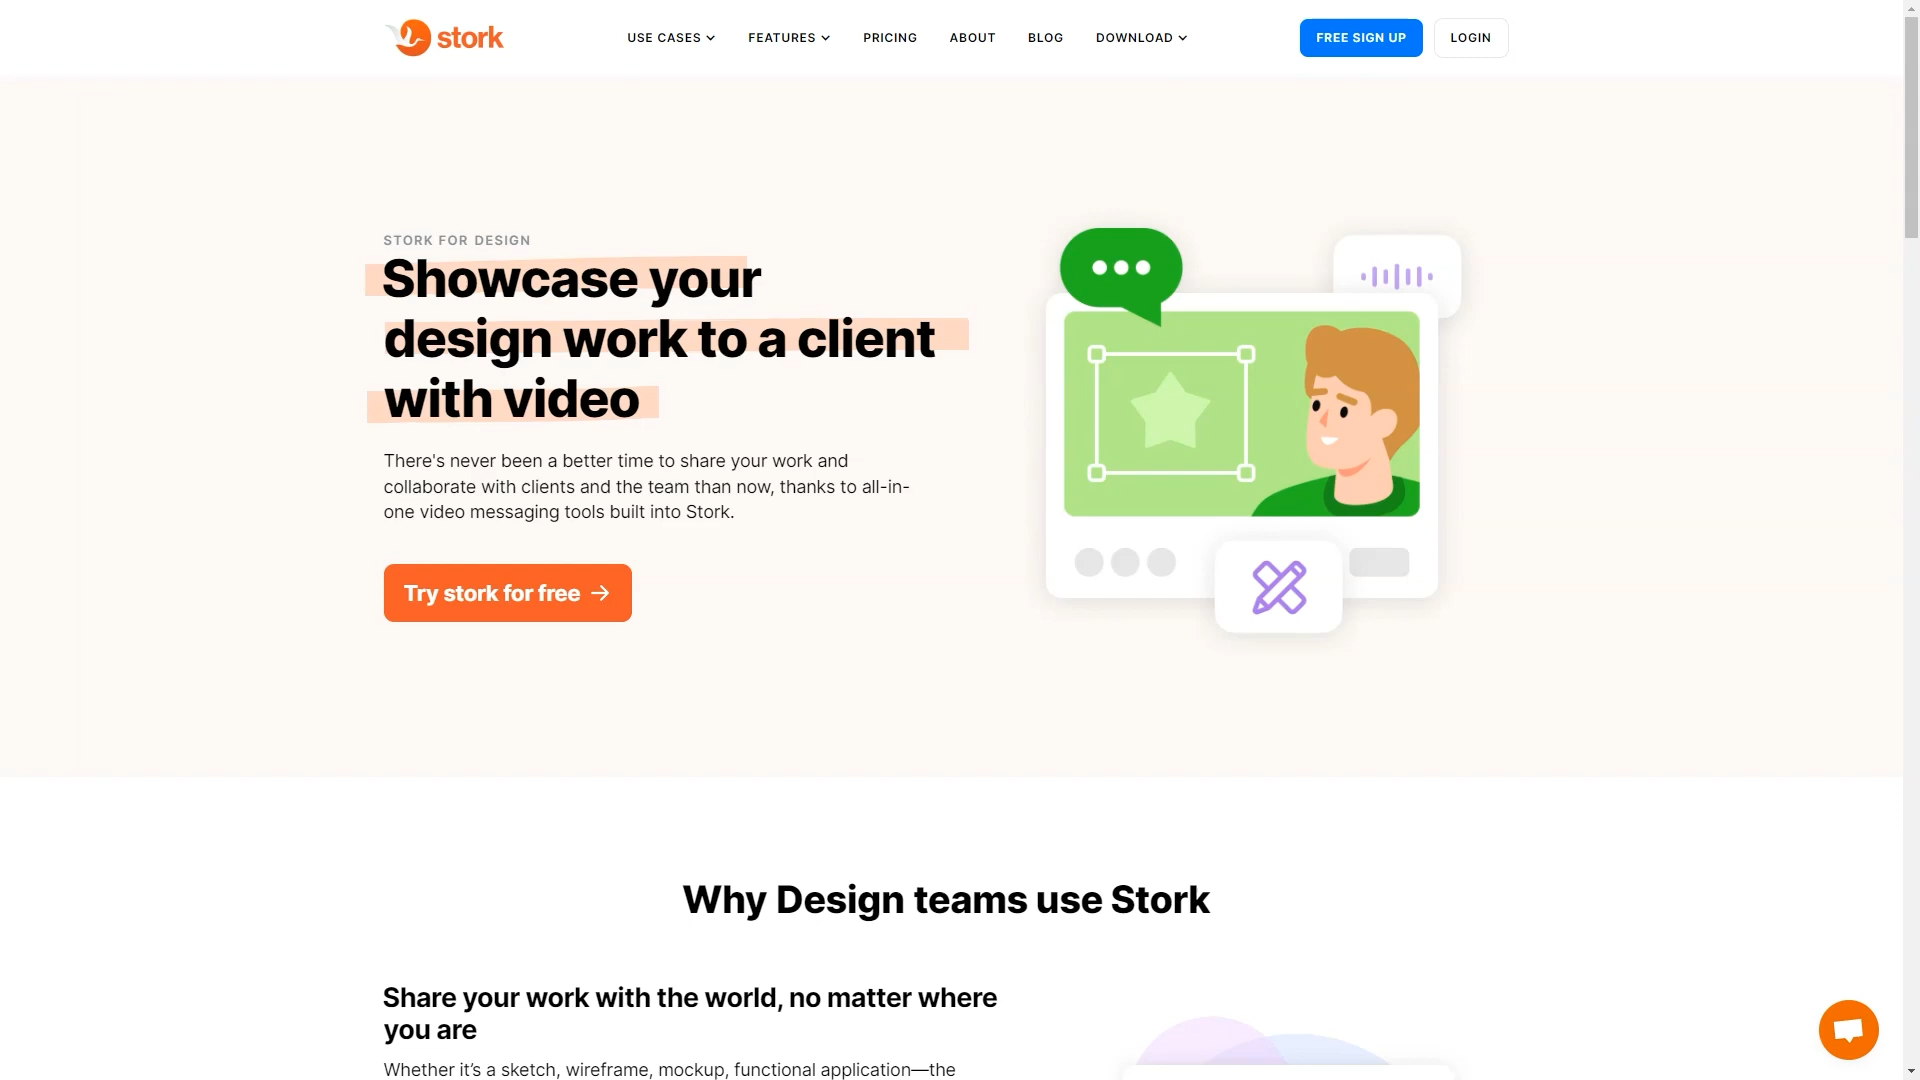 stork
USE CASES
FEATURES
PRICING
ABOUT
BLOG
DOWNLOAD
FREE SIGN UP
LOGIN
STORK FOR DESIGN
Showcase your
design work to a client
with video
There's never been a better time to share your work and
collaborate with clients and the team than now, thanks to all-in-
one video messaging tools built into Stork.
Try stork for free →
Why Design teams use Stork
Share your work with the world, no matter where
you are
Whether it’s a sketch, wireframe, mockup, functional application—the